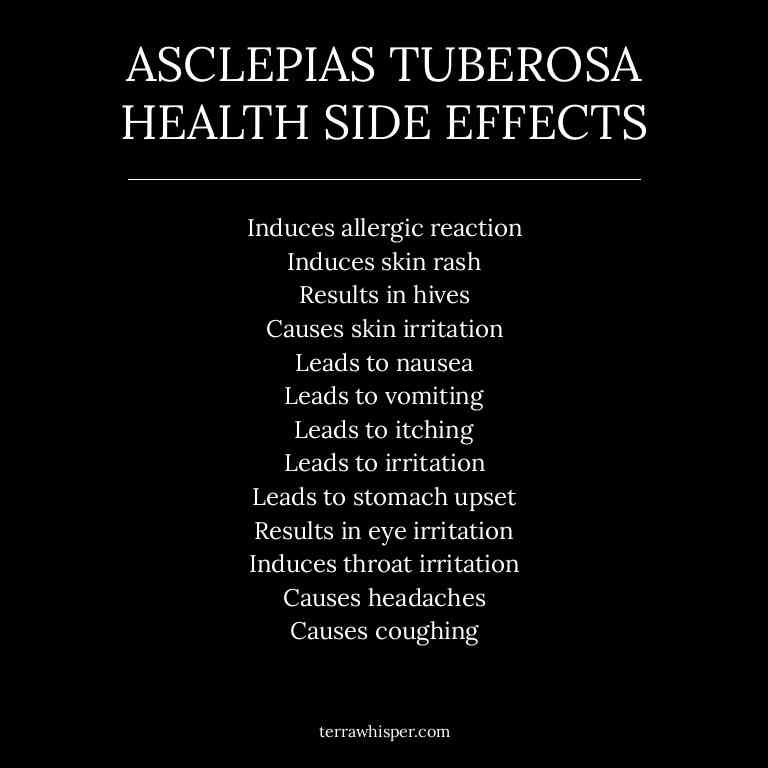 ASCLEPIAS TUBEROSA
HEALTH SIDE EFFECTS
Induces allergic reaction
Induces skin rash
Results in hives
Causes skin irritation
Leads to nausea
Leads to vomiting
Leads to itching
Leads to irritation
Leads to stomach upset
Results in eye irritation
Induces throat irritation
Causes headaches
Causes coughing
terrawhisper.com